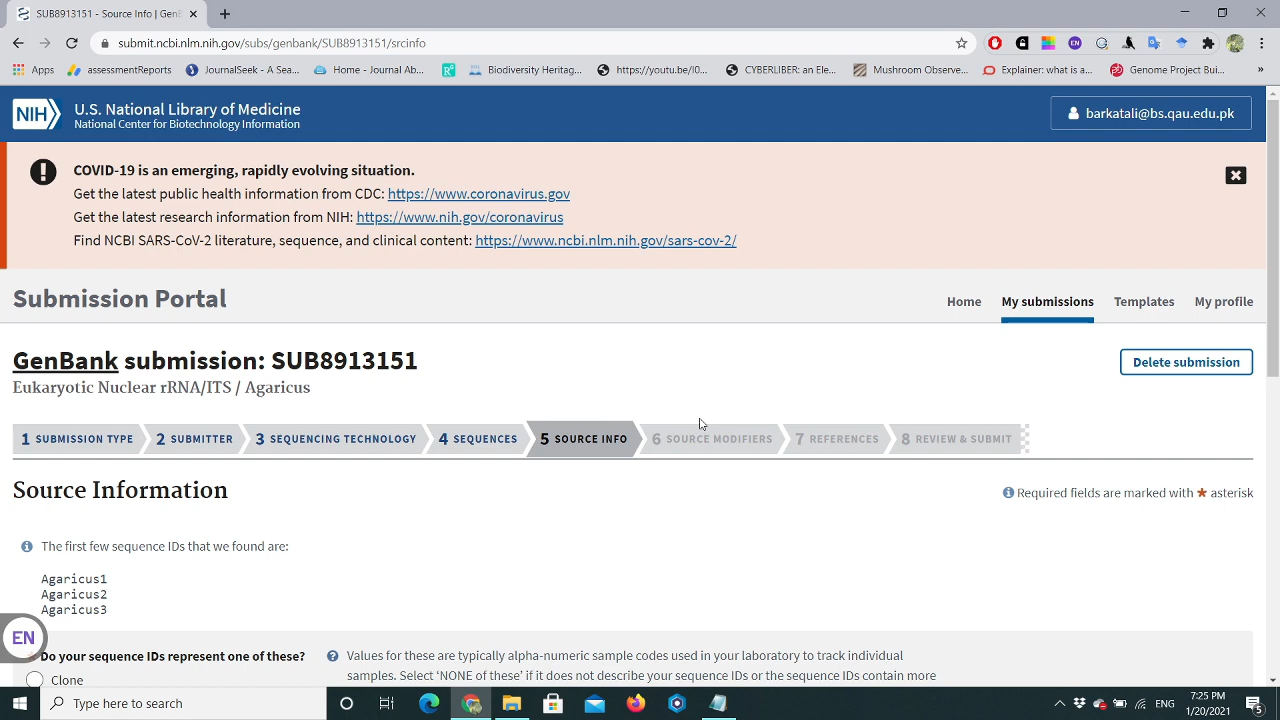 SUB8913151 - Source Info | GenB
submit.ncbi.nlm.nih.gov/subs/genbank/SUB8913151/srcinfo
EN
Apps
assessmentReports
JournalSeek - A Sea...
Home - Journal Ab...
Biodiversity Heritag...
https://youtu.be/I0...
CYBERLIBER: an Ele...
Mushroom Observe...
Explainer: what is a...
Genome Project Bui...
»
NIH
U.S. National Library of Medicine
National Center for Biotechnology Information
barkatali@bs.qau.edu.pk
COVID-19 is an emerging, rapidly evolving situation.
Get the latest public health information from CDC: https://www.coronavirus.gov
Get the latest research information from NIH: https://www.nih.gov/coronavirus
Find NCBI SARS-CoV-2 literature, sequence, and clinical content: https://www.ncbi.nlm.nih.gov/sars-cov-2/
Submission Portal
Home
My submissions
Templates
My profile
GenBank submission: SUB8913151
Delete submission
Eukaryotic Nuclear rRNA/ITS / Agaricus
1 SUBMISSION TYPE
2 SUBMITTER
3 SEQUENCING TECHNOLOGY
4 SEQUENCES
5 SOURCE INFO
6 SOURCE MODIFIERS
7 REFERENCES
8 REVIEW & SUBMIT
Source Information
Required fields are marked with * asterisk
The first few sequence IDs that we found are:
Agaricus1
Agaricus2
Agaricus3
EN
Do your sequence IDs represent one of these?
Values for these are typically alpha-numeric sample codes used in your laboratory to track individual
samples. Select 'NONE of these' if it does not describe your sequence IDs or the sequence IDs contain more
Clone
Type here to search
7:25 PM
1/20/2021
5